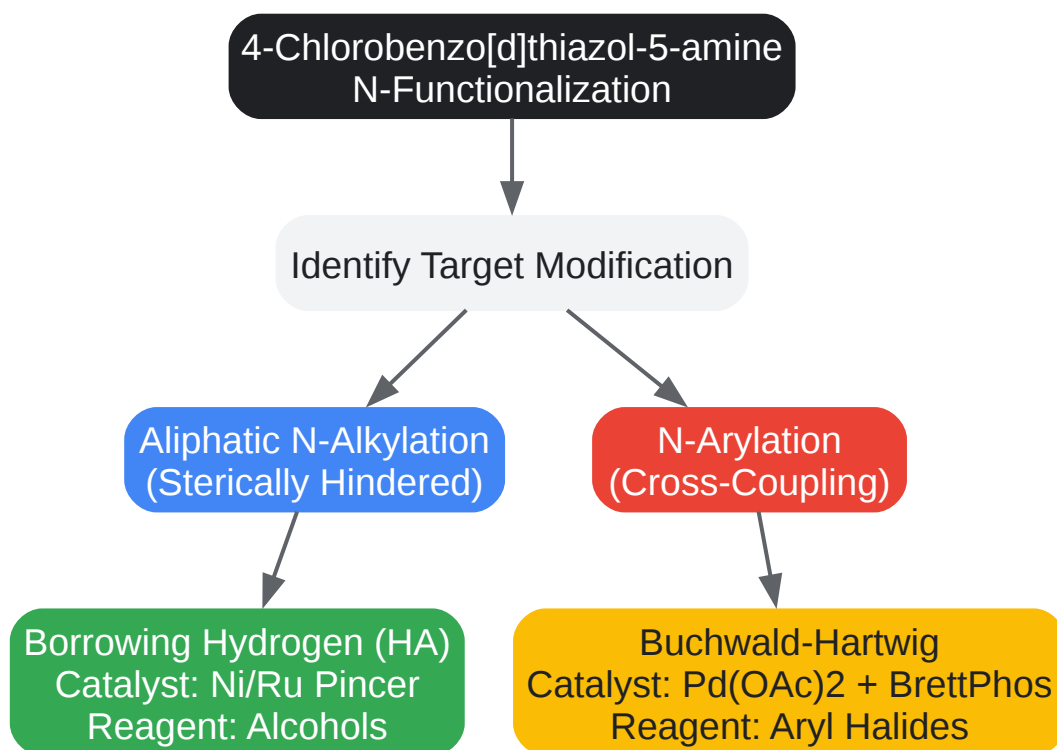 4-Chlorobenzo[d]thiazol-5-amine
N-Functionalization
Identify Target Modification
Aliphatic N-Alkylation
(Sterically Hindered)
N-Arylation
(Cross-Coupling)
Borrowing Hydrogen (HA)
Catalyst: Ni/Ru Pincer
Reagent: Alcohols
Buchwald-Hartwig
Catalyst: Pd(OAc)2 + BrettPhos
Reagent: Aryl Halides